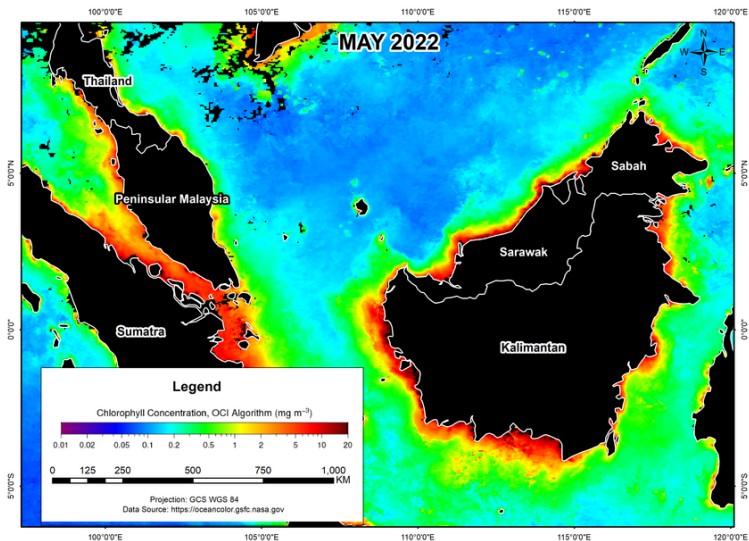 100°0'0"E 105°0'0"E 110°0'0"E 115°0'0"E 120°0'0"E
MAY 2022
N
W E
S
Thailand
Sabah
5°0'0"N 5°0'0"N
Peninsular Malaysia
Sarawak
0°0'0" 0°0'0"
Sumatra
Kalimantan
Legend
Chlorophyll Concentration, OCI Algorithm (mg m⁻³)
0.01 0.02 0.05 0.1 0.2 0.5 1 2 5 10 20
0 125 250 500 750 1,000
KM
5°0'0"S 5°0'0"S
Projection: GCS WGS 84
Data Source: https://oceancolor.gsfc.nasa.gov
100°0'0"E 105°0'0"E 110°0'0"E 115°0'0"E 120°0'0"E